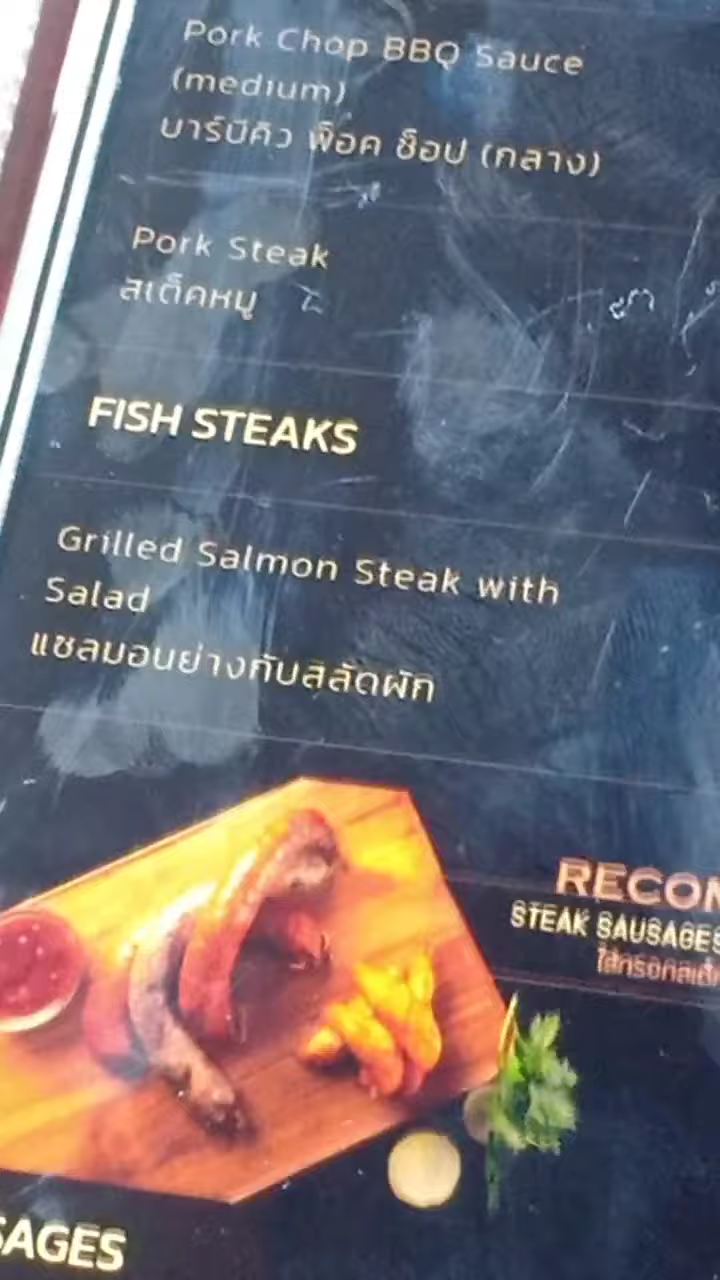 Pork Chop BBQ Sauce
(medium)
บาร์บีคิว พ็อค ช็อป (กลาง)
Pork Steak
สเต็คหมู
FISH STEAKS
Grilled Salmon Steak with
Salad
แซลมอนย่างกับสลัดผัก
RECOM
STEAK SAUSAGES
SAGES